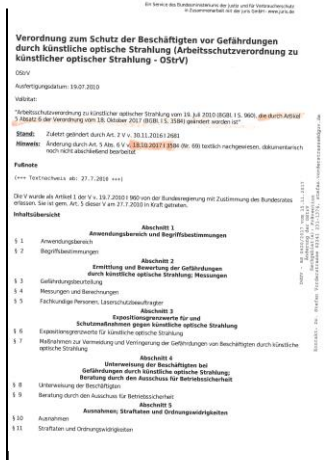 Ein Service des Bundesministeriums der Justiz und für Verbraucherschutz
in Zusammenarbeit mit der juris GmbH - www.juris.de
Verordnung zum Schutz der Beschäftigten vor Gefährdungen
durch künstliche optische Strahlung (Arbeitsschutzverordnung zu
künstlicher optischer Strahlung - OStrV)
OStrV
Ausfertigungsdatum: 19.07.2010
Vollzitat:
"Arbeitsschutzverordnung zu künstlicher optischer Strahlung vom 19. Juli 2010 (BGBl. I S. 960), die durch Artikel
5 Absatz 6 der Verordnung vom 18. Oktober 2017 (BGBl. I S. 3584) geändert worden ist"
Stand: Zuletzt geändert durch Art. 2 V v. 30.11.2016 I 2681
Hinweis: Änderung durch Art. 5 Abs. 6 V v. 18.10.2017 I 3584 (Nr. 69) textlich nachgewiesen, dokumentarisch
noch nicht abschließend bearbeitet
Fußnote
(+++ Textnachweis ab: 27.7.2010 +++)
Die V wurde als Artikel 1 der V v. 19.7.2010 I 960 von der Bundesregierung mit Zustimmung des Bundesrates
erlassen. Sie ist gem. Art. 5 dieser V am 27.7.2010 in Kraft getreten.
Inhaltsübersicht
Abschnitt 1
Anwendungsbereich und Begriffsbestimmungen
§ 1 Anwendungsbereich
§ 2 Begriffsbestimmungen
Abschnitt 2
Ermittlung und Bewertung der Gefährdungen
durch künstliche optische Strahlung; Messungen
§ 3 Gefährdungsbeurteilung
§ 4 Messungen und Berechnungen
§ 5 Fachkundige Personen, Laserschutzbeauftragter
Abschnitt 3
Expositionsgrenzwerte für und
Schutzmaßnahmen gegen künstliche optische Strahlung
§ 6 Expositionsgrenzwerte für künstliche optische Strahlung
§ 7 Maßnahmen zur Vermeidung und Verringerung der Gefährdungen von Beschäftigten durch künstliche
optische Strahlung
Abschnitt 4
Unterweisung der Beschäftigten bei
Gefährdungen durch künstliche optische Strahlung;
Beratung durch den Ausschuss für Betriebssicherheit
§ 8 Unterweisung der Beschäftigten
§ 9 Beratung durch den Ausschuss für Betriebssicherheit
Abschnitt 5
Ausnahmen; Straftaten und Ordnungswidrigkeiten
§ 10 Ausnahmen
§ 11 Straftaten und Ordnungswidrigkeiten